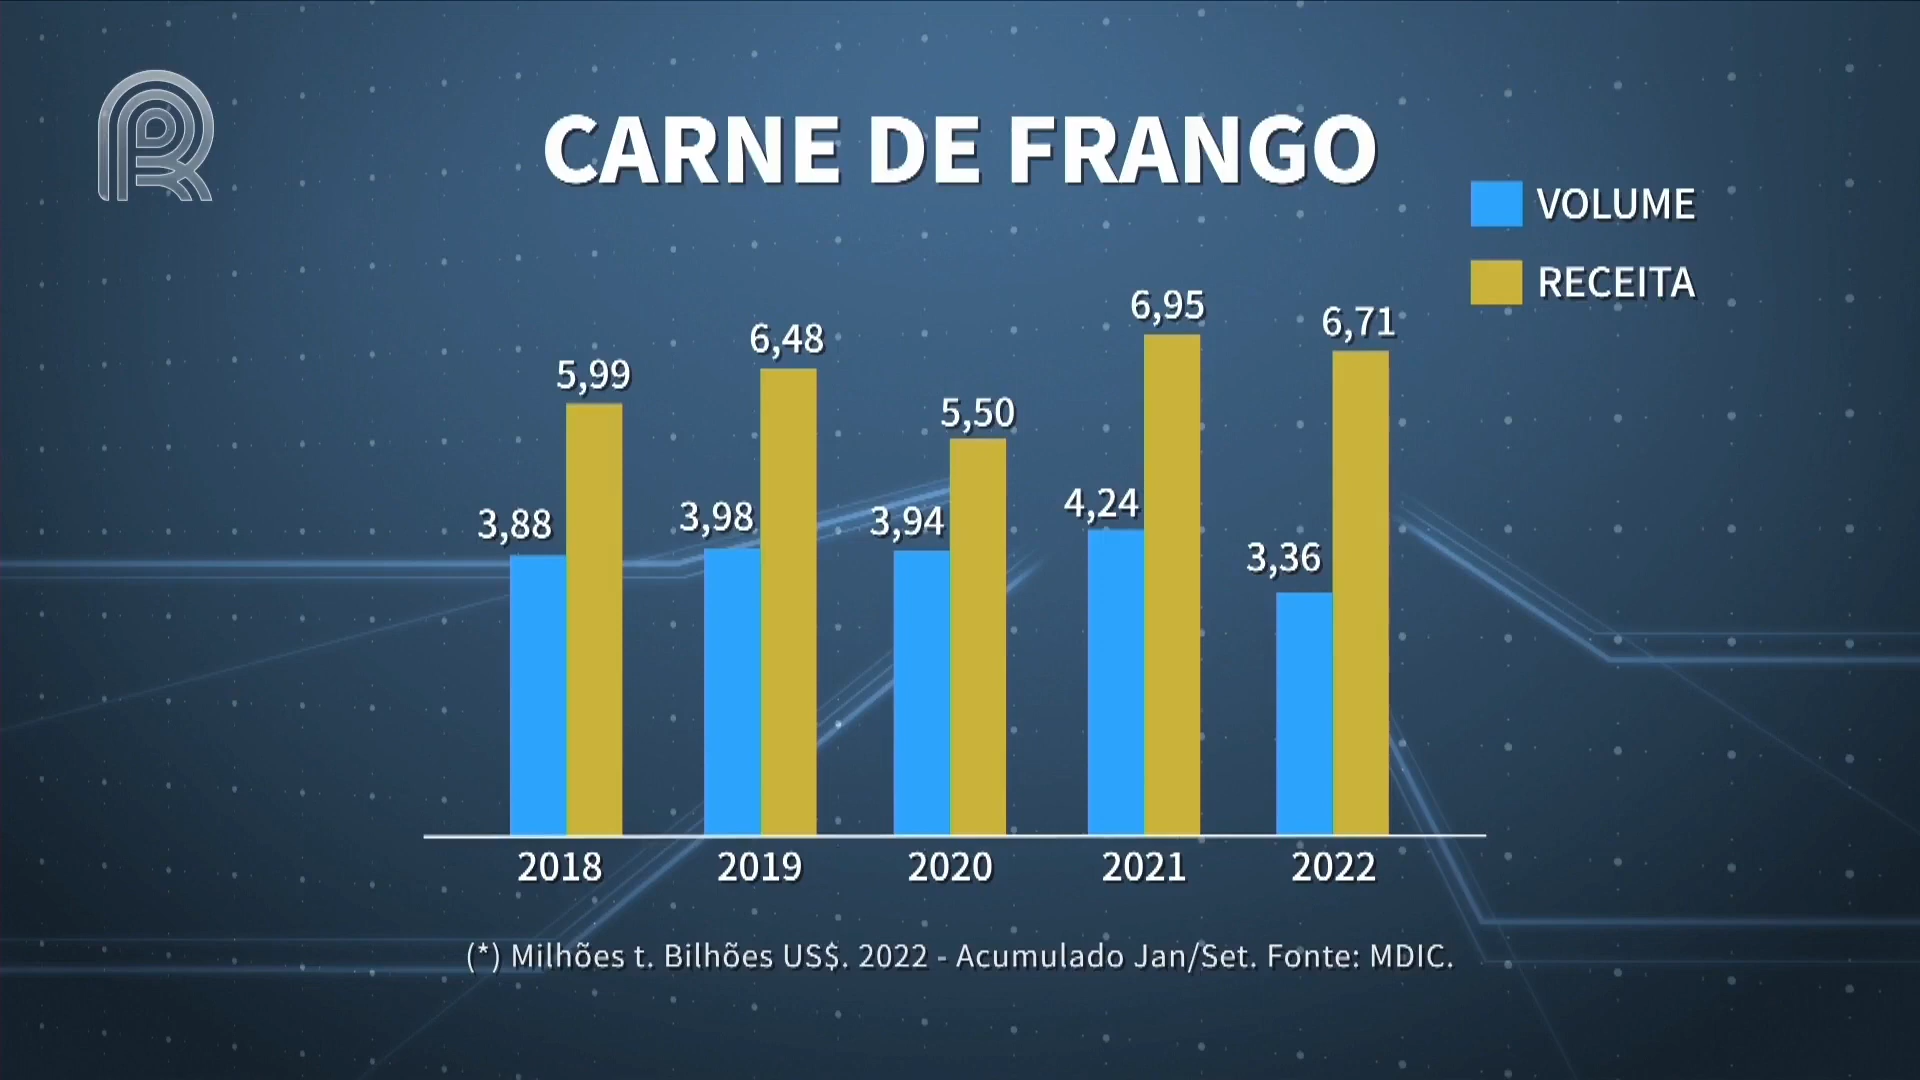 CARNE DE FRANGO
VOLUME
RECEITA
5,99
6,48
5,50
6,95
6,71
3,88
3,98
3,94
4,24
3,36
2018 2019 2020 2021 2022
(*) Milhões t. Bilhões US$. 2022 - Acumulado Jan/Set. Fonte: MDIC.